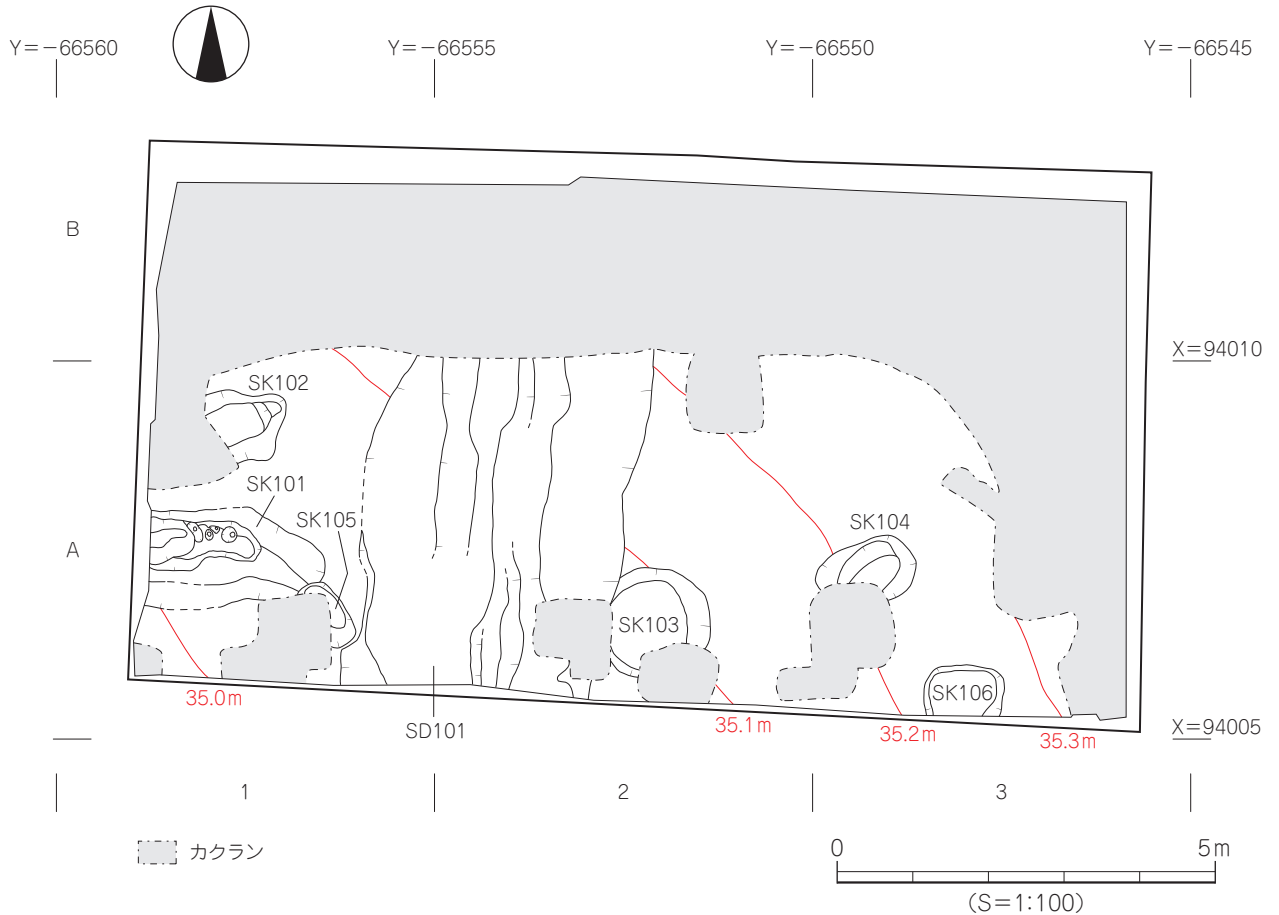 Y=−66560
Y=−66555
Y=−66550
Y=−66545
B
X=94010
SK102
SK101
SK105
SK104
A
SK103
SK106
35.0m
35.1m
35.2m
35.3m
SD101
X=94005
1
2
3
カクラン
0
5m
(S=1:100)